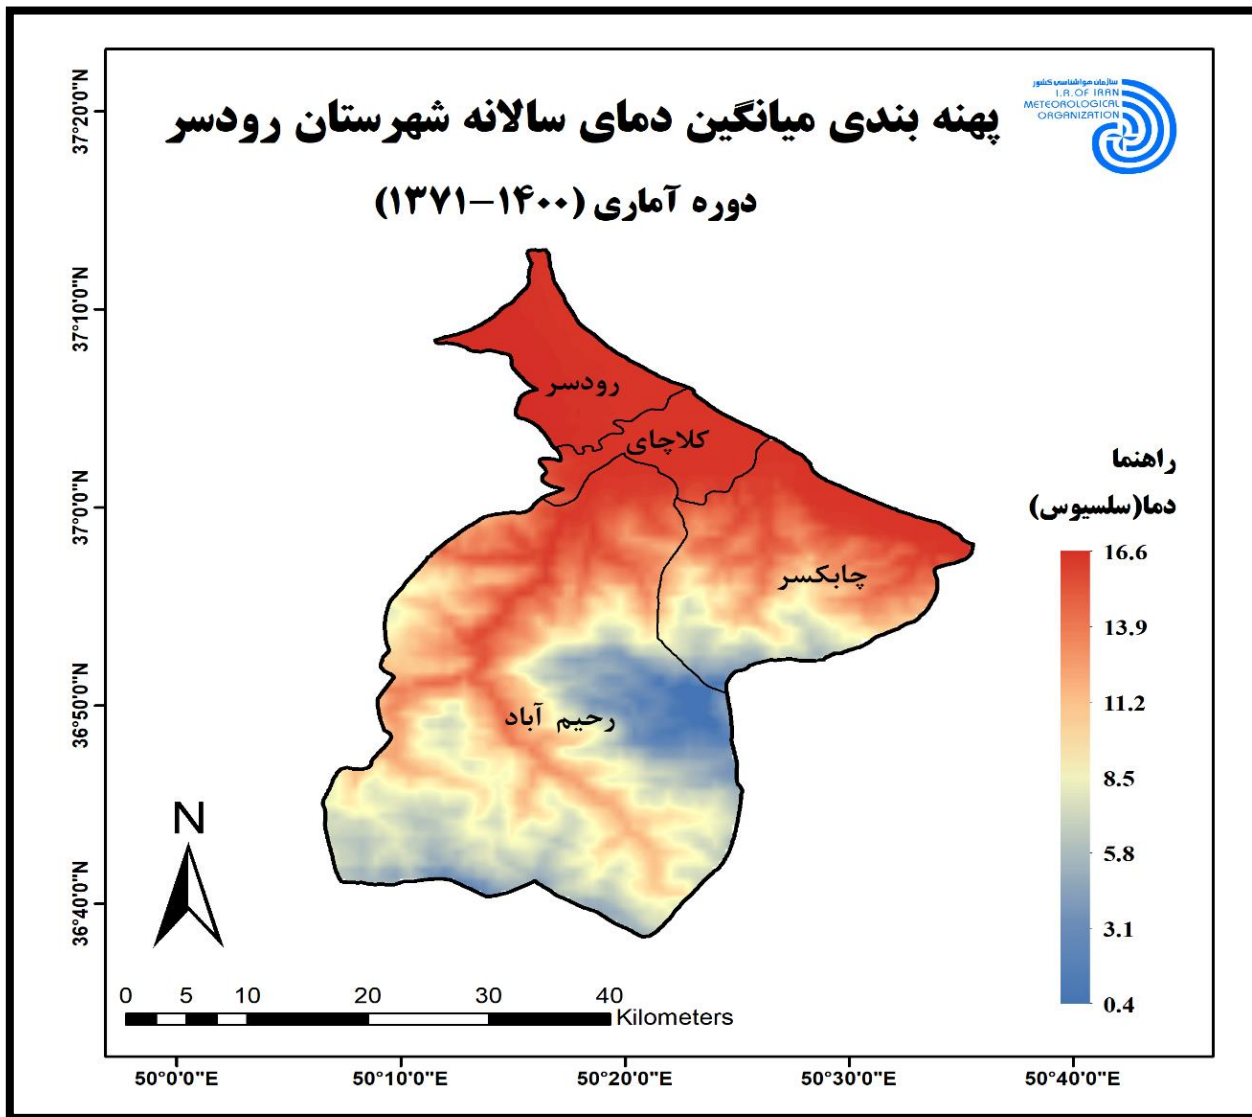 سازمان هواشناسی کشور
I.R.OF IRAN
METEOROLOGICAL
ORGANIZATION
پهنه بندی میانگین دمای سالانه شهرستان رودسر
دوره آماری (۱۴۰۰-۱۳۷۱)
37°20'0"N
37°10'0"N
37°0'0"N
36°50'0"N
36°40'0"N
رودسر
کلاچای
چابکسر
رحیم آباد
راهنما
دما(سلسیوس)
16.6
13.9
11.2
8.5
5.8
3.1
0.4
N
0 5 10 20 30 40
Kilometers
50°0'0"E 50°10'0"E 50°20'0"E 50°30'0"E 50°40'0"E